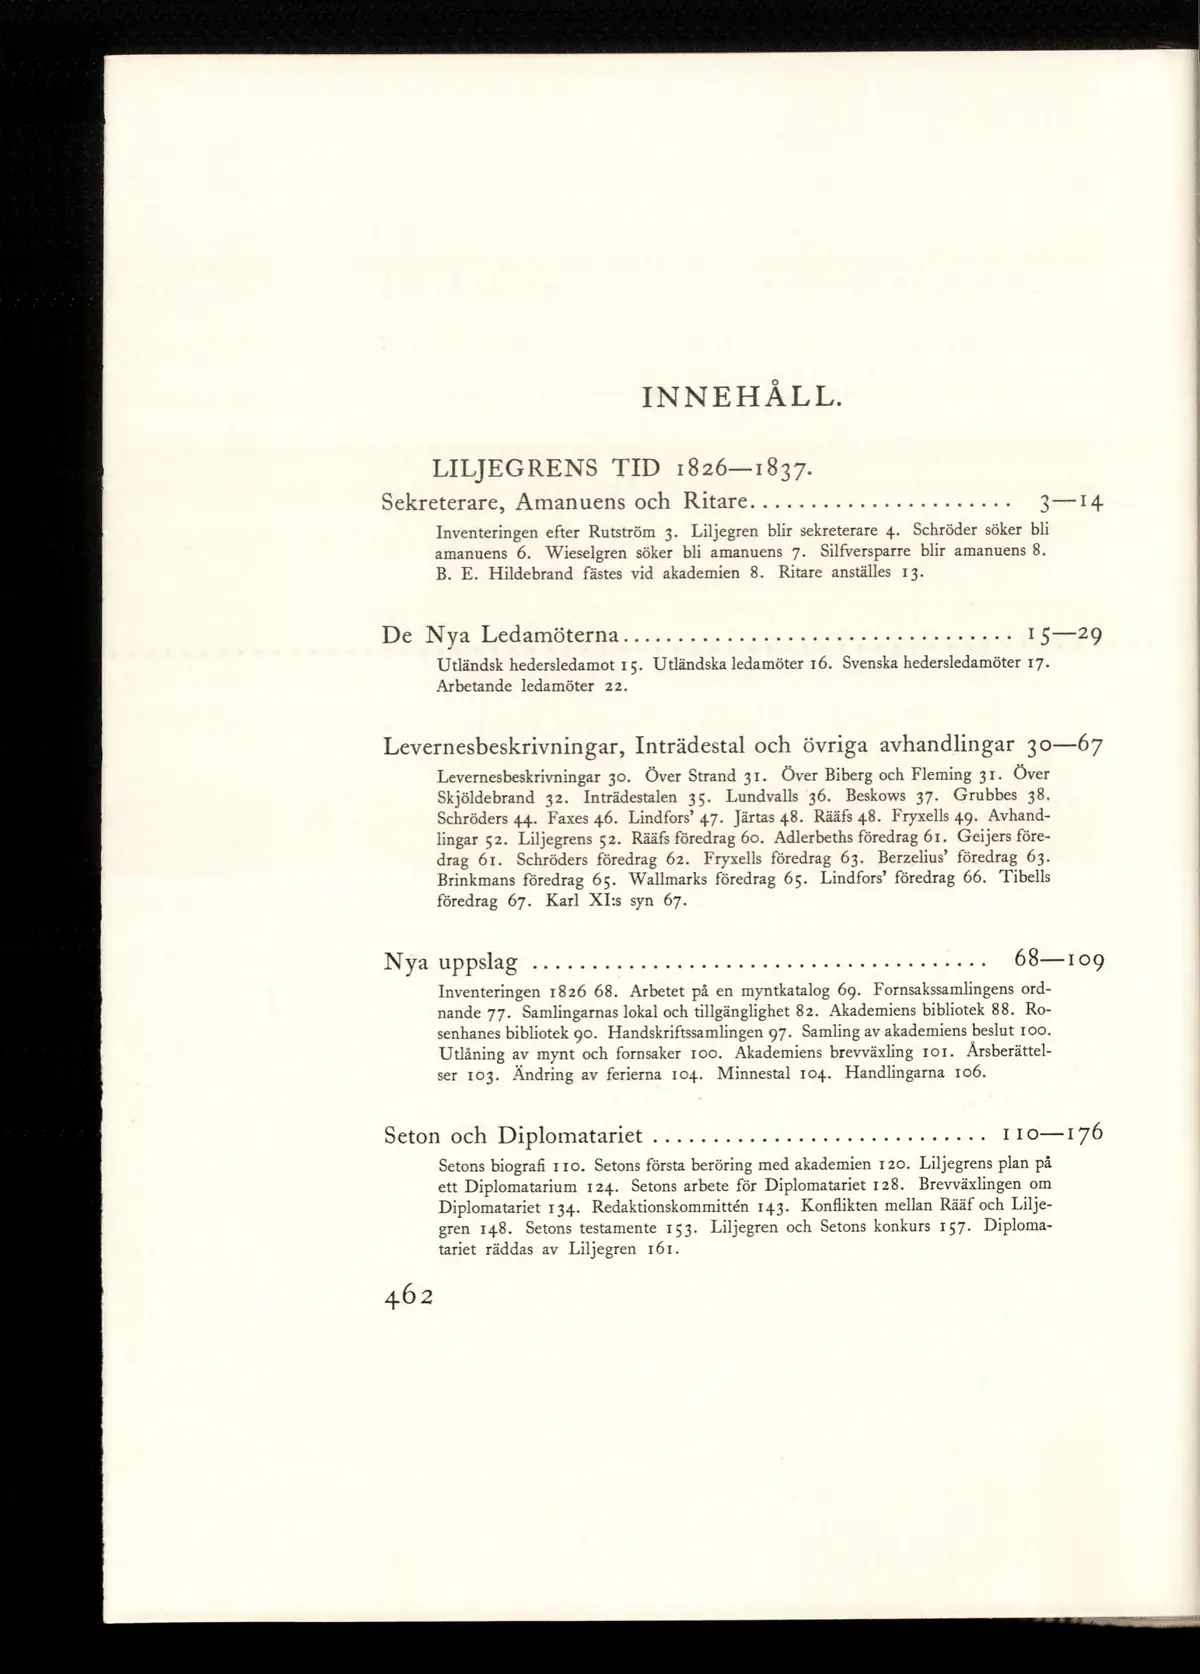 INNEHÅLL.
LILJEGRENS TID 1826—1837.
Sekreterare, Amanuens och Ritare...................... 3—14
Inventeringen efter Rutström 3. Liljegren blir sekreterare 4. Schröder söker bli
amanuens 6. Wieselgren söker bli amanuens 7. Silfversparre blir amanuens 8.
B. E. Hildebrand fästes vid akademien 8. Ritare anställes 13.
De Nya Ledamöterna................................. 15—29
Utländsk hedersledamot 15. Utländska ledamöter 16. Svenska hedersledamöter 17.
Arbetande ledamöter 22.
Levernesbeskrivningar, Inträdestal och övriga avhandlingar 30—67
Levernesbeskrivningar 30. Över Strand 31. Över Biberg och Fleming 31. Över
Skjöldebrand 32. Inträdestalen 35. Lundvalls 36. Beskows 37. Grubbes 38.
Schröders 44. Faxes 46. Lindfors’ 47. Järtas 48. Rääfs 48. Fryxells 49. Avhand-
lingar 52. Liljegrens 52. Rääfs föredrag 60. Adlerbeths föredrag 61. Geijers före-
drag 61. Schröders föredrag 62. Fryxells föredrag 63. Berzelius’ föredrag 63.
Brinkmans föredrag 65. Wallmarks föredrag 65. Lindfors’ föredrag 66. Tibells
föredrag 67. Karl XI:s syn 67.
Nya uppslag ...................................... 68—109
Inventeringen 1826 68. Arbetet på en myntkatalog 69. Fornsakssamlingens ord-
nande 77. Samlingarnas lokal och tillgänglighet 82. Akademiens bibliotek 88. Ro-
senhanes bibliotek 90. Handskriftssamlingen 97. Samling av akademiens beslut 100.
Utlåning av mynt och fornsaker 100. Akademiens brevväxling 101. Årsberättel-
ser 103. Ändring av ferierna 104. Minnestal 104. Handlingarna 106.
Seton och Diplomatariet ............................. 110—176
Setons biografi 110. Setons första beröring med akademien 120. Liljegrens plan på
ett Diplomatarium 124. Setons arbete för Diplomatariet 128. Brevväxlingen om
Diplomatariet 134. Redaktionskommittén 143. Konflikten mellan Rääf och Lilje-
gren 148. Setons testamente 153. Liljegren och Setons konkurs 157. Diploma-
tariet räddas av Liljegren 161.
462